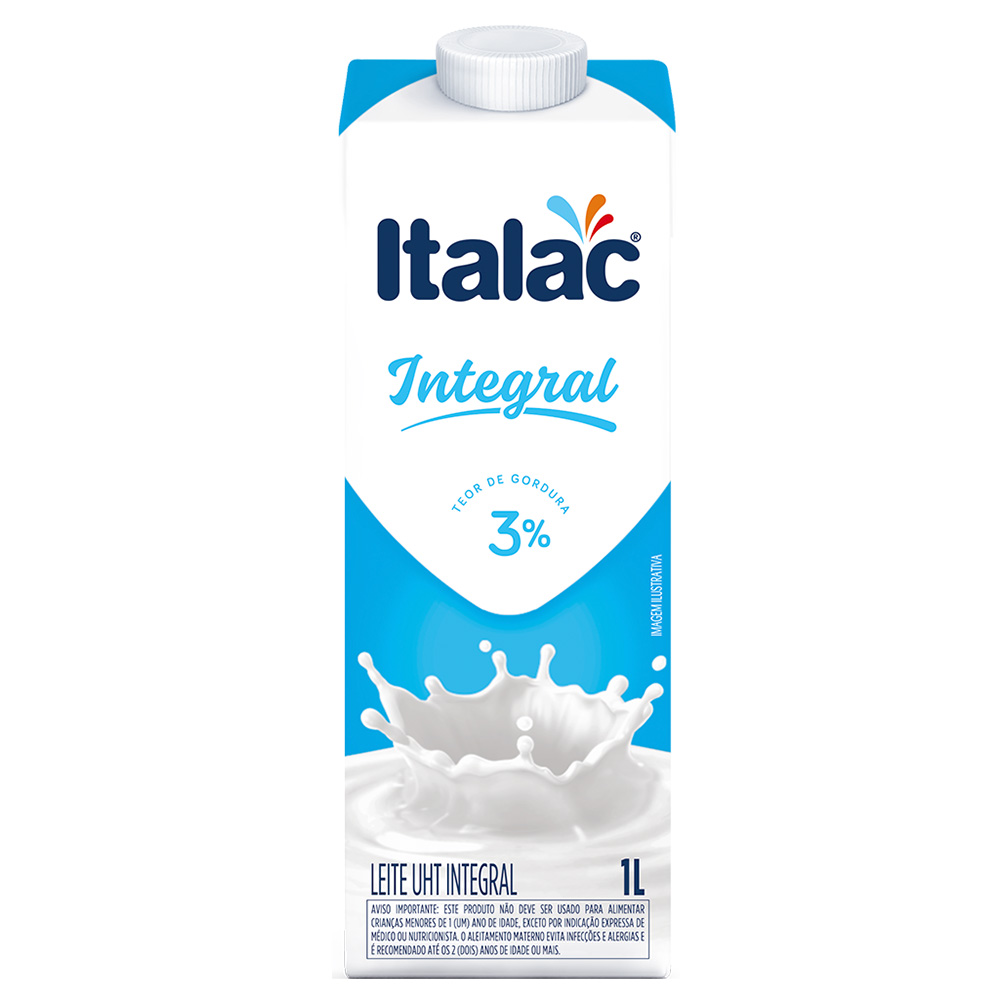 Italac®
Integral
TEOR DE GORDURA
3%
IMAGEM ILUSTRATIVA
LEITE UHT INTEGRAL
1L
AVISO IMPORTANTE: ESTE PRODUTO NÃO DEVE SER USADO PARA ALIMENTAR
CRIANÇAS MENORES DE 1 (UM) ANO DE IDADE, EXCETO POR INDICAÇÃO EXPRESSA DE
MÉDICO OU NUTRICIONISTA. O ALEITAMENTO MATERNO EVITA INFECÇÕES E ALERGIAS E
É RECOMENDADO ATÉ OS 2 (DOIS) ANOS DE IDADE OU MAIS.